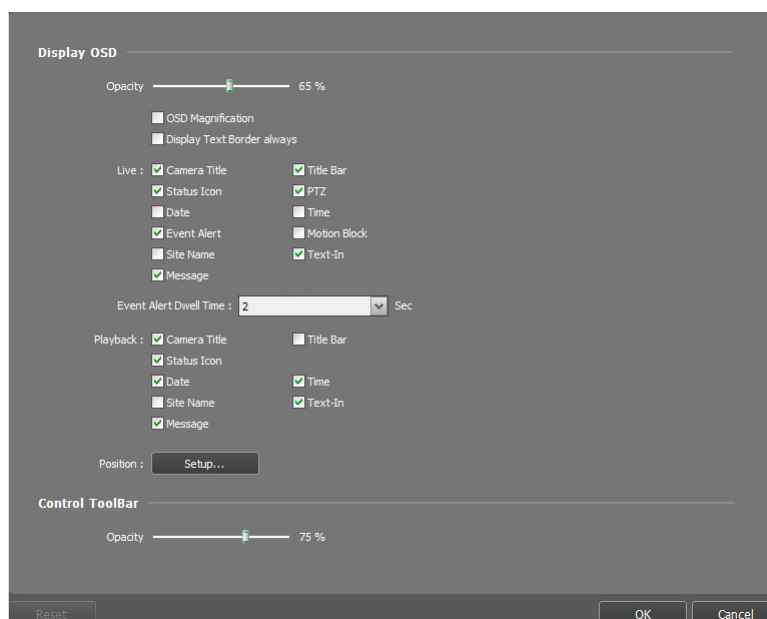 Display OSD
Opacity 65 %
OSD Magnification
Display Text Border always
Live : Camera Title Title Bar
Status Icon PTZ
Date Time
Event Alert Motion Block
Site Name Text-In
Message
Event Alert Dwell Time : 2 Sec
Playback : Camera Title Title Bar
Status Icon
Date Time
Site Name Text-In
Message
Position : Setup...
Control ToolBar
Opacity 75 %
Reset OK Cancel